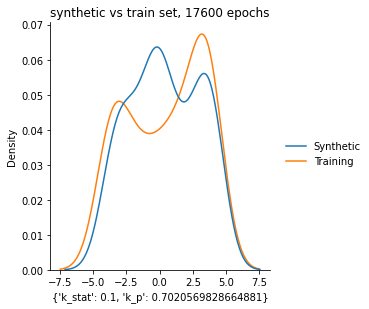 synthetic vs train set, 17600 epochs
0.07
0.06
0.05
0.04
0.03
0.02
0.01
0.00
Density
Synthetic
Training
-7.5 -5.0 -2.5 0.0 2.5 5.0 7.5
{'k_stat': 0.1, 'k_p': 0.7020569828664881}